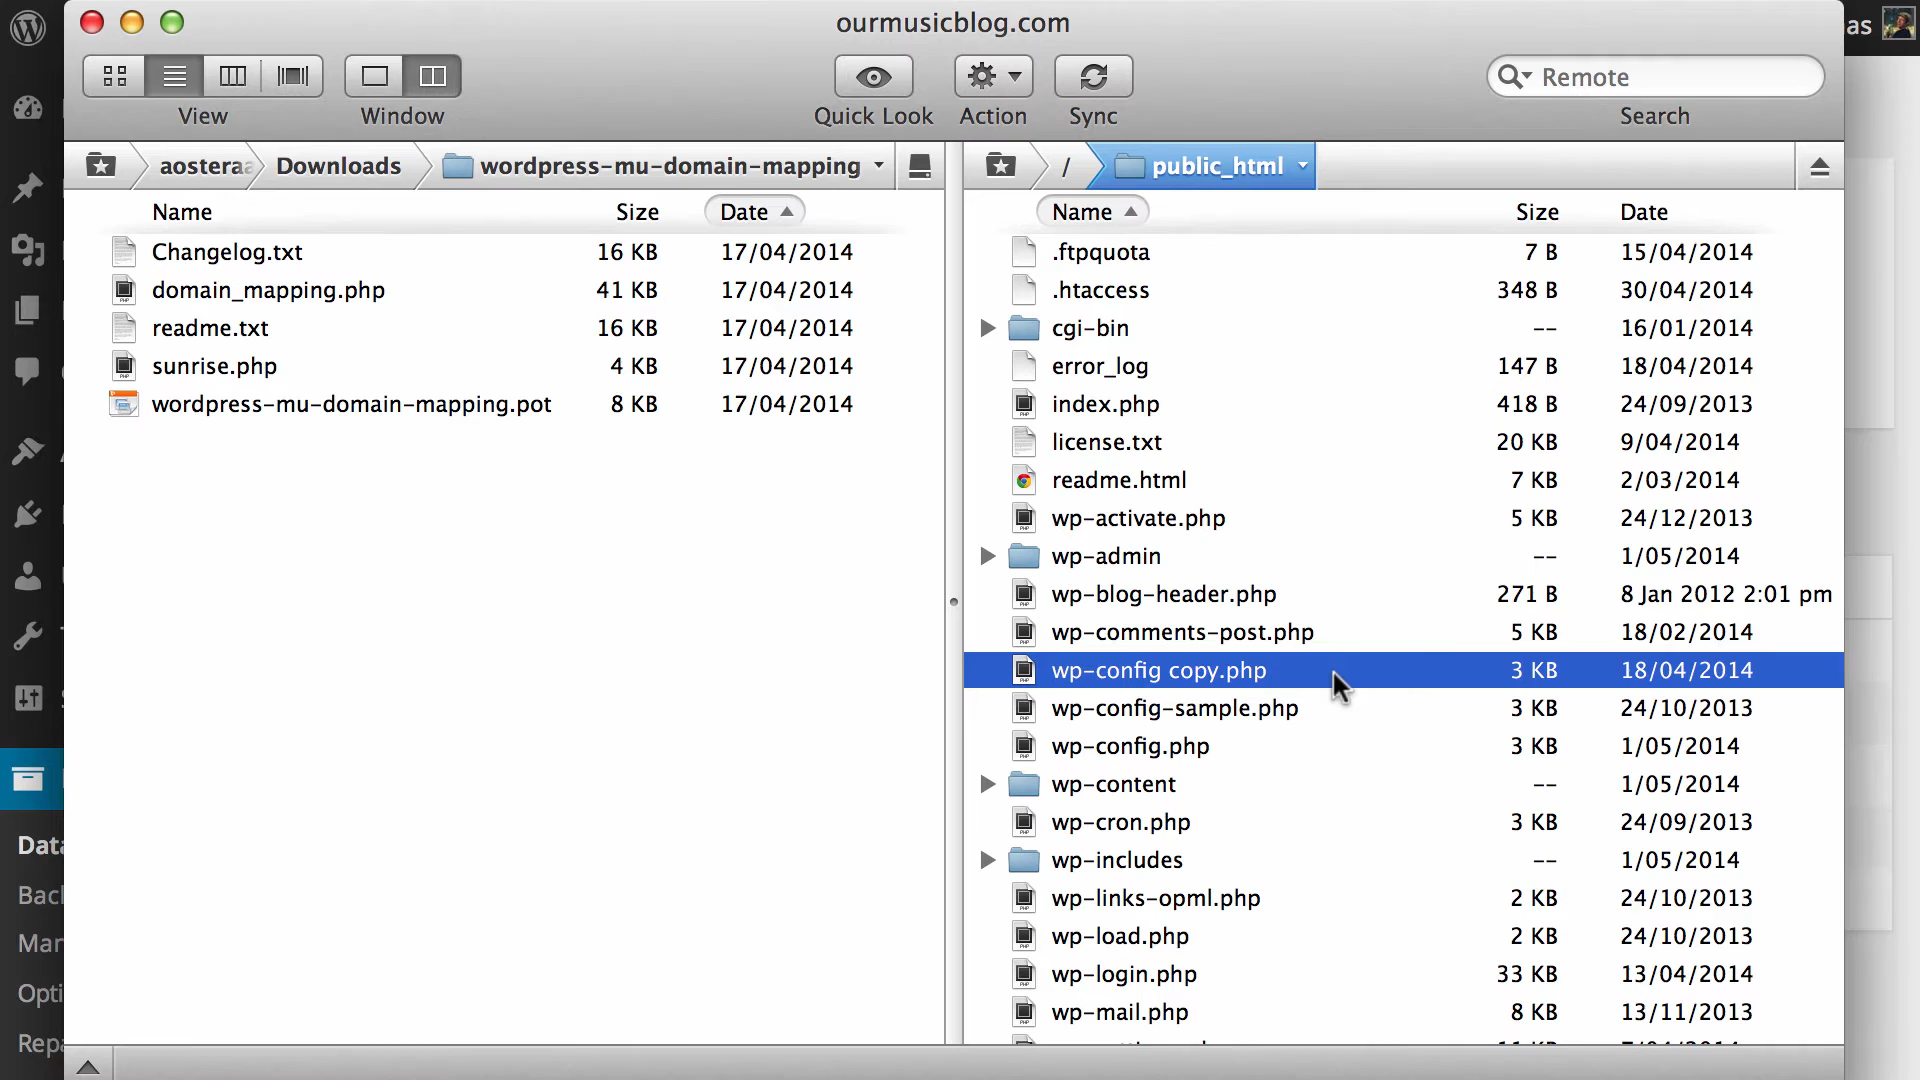 ourmusicblog.com
as
View
Window
Quick Look
Action
Sync
Remote
Search
aostera
Downloads
wordpress-mu-domain-mapping
/
public_html
Name Size Date
Changelog.txt 16 KB 17/04/2014
domain_mapping.php 41 KB 17/04/2014
readme.txt 16 KB 17/04/2014
sunrise.php 4 KB 17/04/2014
wordpress-mu-domain-mapping.pot 8 KB 17/04/2014
Name Size Date
.ftpquota 7 B 15/04/2014
.htaccess 348 B 30/04/2014
cgi-bin -- 16/01/2014
error_log 147 B 18/04/2014
index.php 418 B 24/09/2013
license.txt 20 KB 9/04/2014
readme.html 7 KB 2/03/2014
wp-activate.php 5 KB 24/12/2013
wp-admin -- 1/05/2014
wp-blog-header.php 271 B 8 Jan 2012 2:01 pm
wp-comments-post.php 5 KB 18/02/2014
wp-config copy.php 3 KB 18/04/2014
wp-config-sample.php 3 KB 24/10/2013
wp-config.php 3 KB 1/05/2014
wp-content -- 1/05/2014
wp-cron.php 3 KB 24/09/2013
wp-includes -- 1/05/2014
wp-links-opml.php 2 KB 24/10/2013
wp-load.php 2 KB 24/10/2013
wp-login.php 33 KB 13/04/2014
wp-mail.php 8 KB 13/11/2013
Data
Bac
Mar
Opti
Repa